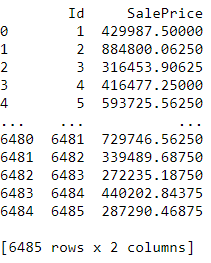 Id SalePrice
0 1 429987.50000
1 2 884800.06250
2 3 316453.90625
3 4 416477.25000
4 5 593725.56250
... ... ...
6480 6481 729746.56250
6481 6482 339489.68750
6482 6483 272235.18750
6483 6484 440202.84375
6484 6485 287290.46875
[6485 rows x 2 columns]